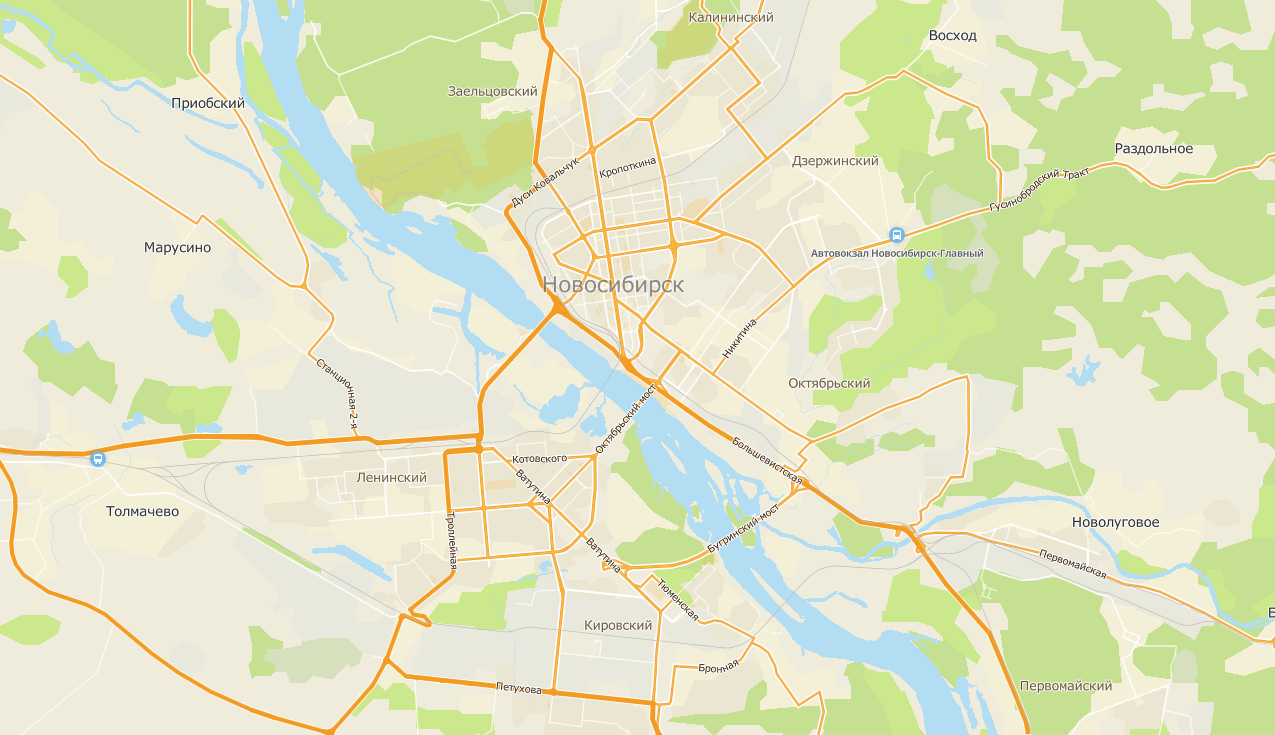 Калининский
Восход
Заельцовский
Приобский
Раздольное
Дзержинский
Кропоткина
Дуси Ковальчук
Гусинобродский Тракт
Марусино
Автовокзал Новосибирск-Главный
Новосибирск
Никитина
Станционная 2-я
Октябрьский
Октябрьский мост
Большевистская
Котовского
Ленинский
Ватутина
Толмачево
Троллейная
Бугринский мост
Новолуговое
Ватутина
Первомайская
Тюменская
Кировский
Бронная
Петухова
Первомайский